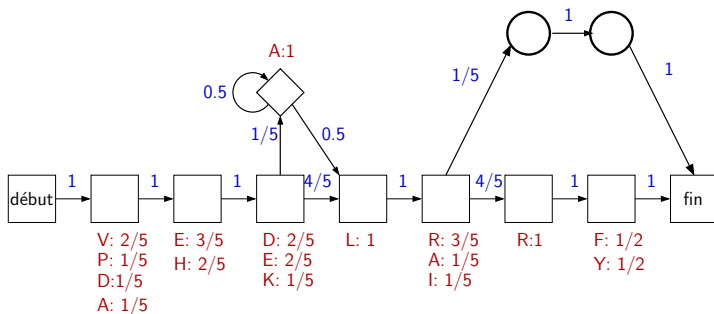 1
A:1
1/5
1
0.5
1/5
0.5
début
1
1
1
4/5
1
4/5
1
1
fin
V: 2/5
P: 1/5
D:1/5
A: 1/5
E: 3/5
H: 2/5
D: 2/5
E: 2/5
K: 1/5
L: 1
R: 3/5
A: 1/5
I: 1/5
R:1
F: 1/2
Y: 1/2